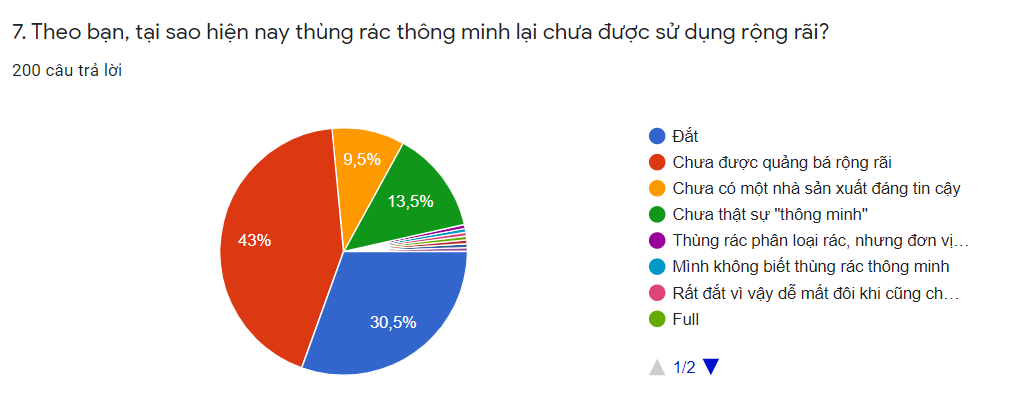 7. Theo bạn, tại sao hiện nay thùng rác thông minh lại chưa được sử dụng rộng rãi?
200 câu trả lời
9,5%
13,5%
43%
30,5%
Đắt
Chưa được quảng bá rộng rãi
Chưa có một nhà sản xuất đáng tin cậy
Chưa thật sự "thông minh"
Thùng rác phân loại rác, nhưng đơn vị…
Mình không biết thùng rác thông minh
Rất đắt vì vậy dễ mất đôi khi cũng ch…
Full
1/2